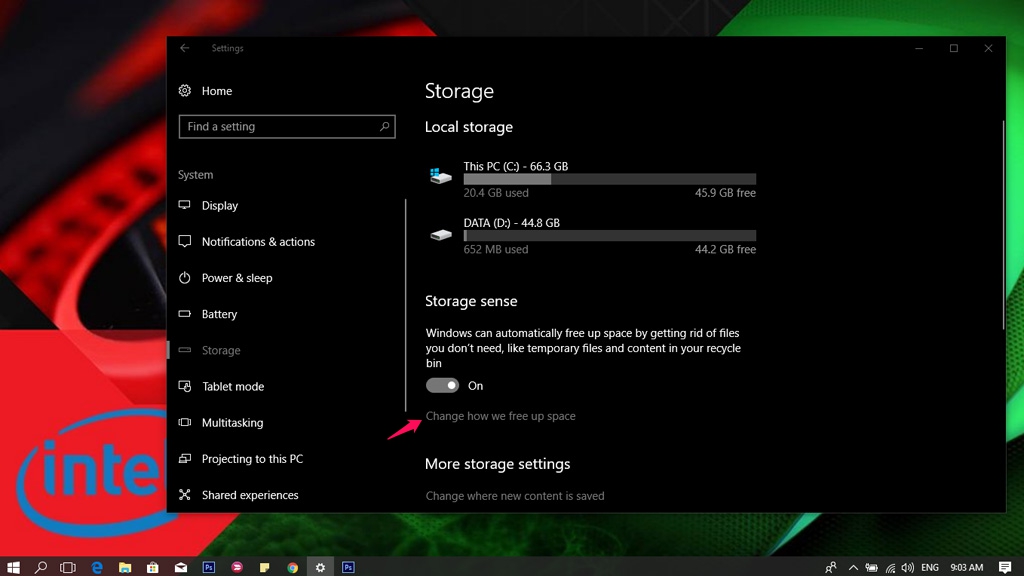 Settings
Home
Find a setting
System
Display
Notifications & actions
Power & sleep
Battery
Storage
Tablet mode
Multitasking
Projecting to this PC
Shared experiences
Storage
Local storage
This PC (C:) - 66.3 GB
20.4 GB used 45.9 GB free
DATA (D:) - 44.8 GB
652 MB used 44.2 GB free
Storage sense
Windows can automatically free up space by getting rid of files
you don't need, like temporary files and content in your recycle
bin
On
Change how we free up space
More storage settings
Change where new content is saved
inte
Ps
Ps
ENG 9:03 AM